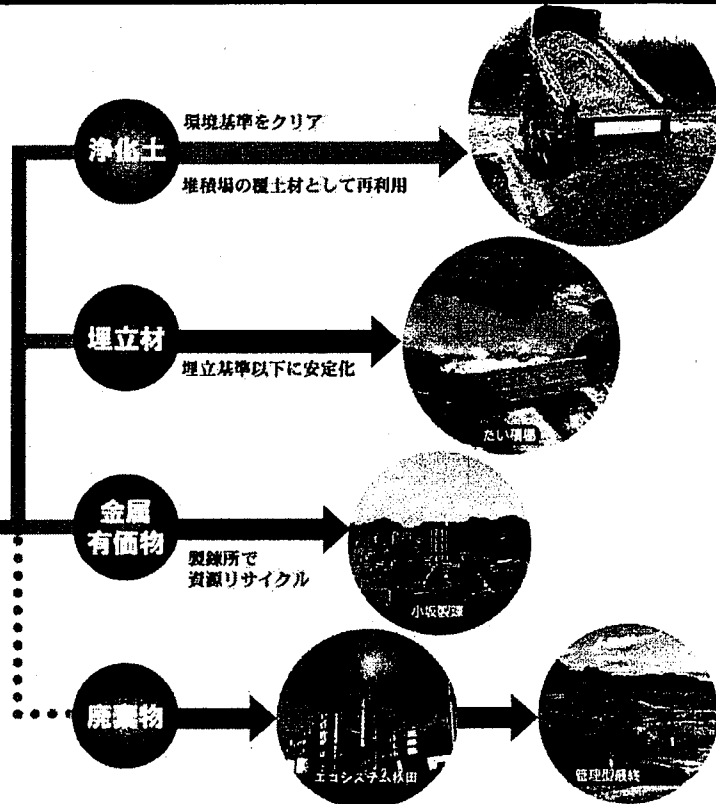 浄化土
環境基準をクリア
堆積場の覆土材として再利用
埋立材
埋立基準以下に安定化
たい積場
金属
有価物
製錬所で
資源リサイクル
小坂製錬
廃棄物
エコシステム秋田
管理型最終